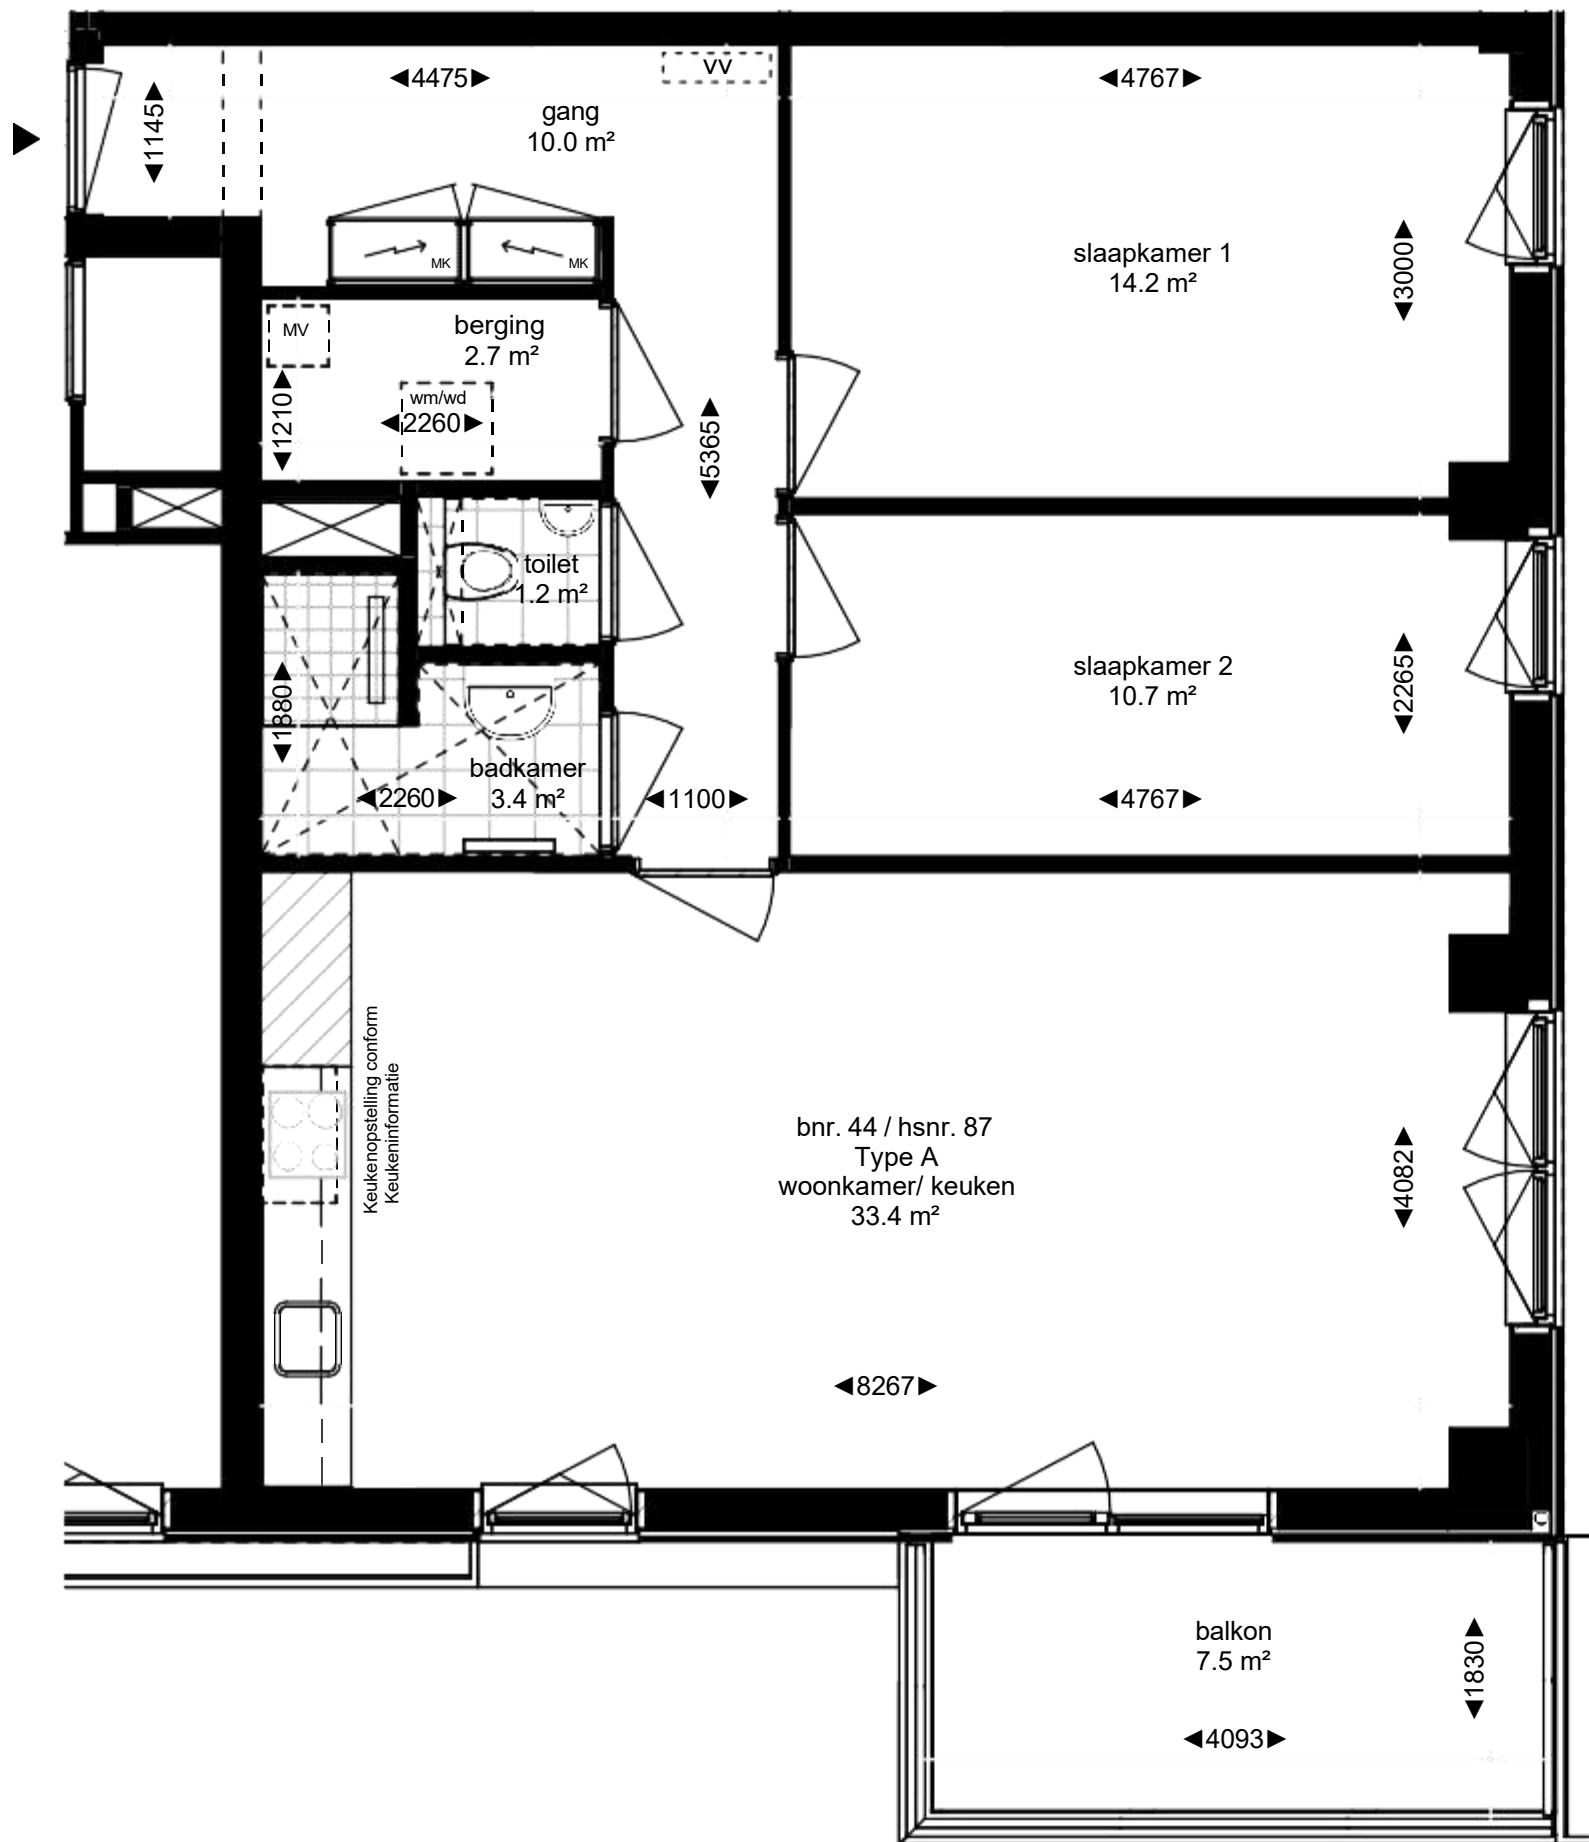 4475
VV
4767
gang
10.0 m²
1145
slaapkamer 1
14.2 m²
3000
MK
MK
MV
berging
2.7 m²
wm/wd
2260
1210
5365
toilet
1.2 m²
slaapkamer 2
10.7 m²
2265
1880
badkamer
3.4 m²
2260
1100
4767
Keukenopstelling conform
Keukeninformatie
bnr. 44 / hsnr. 87
Type A
woonkamer/ keuken
33.4 m²
4082
8267
balkon
7.5 m²
1830
4093